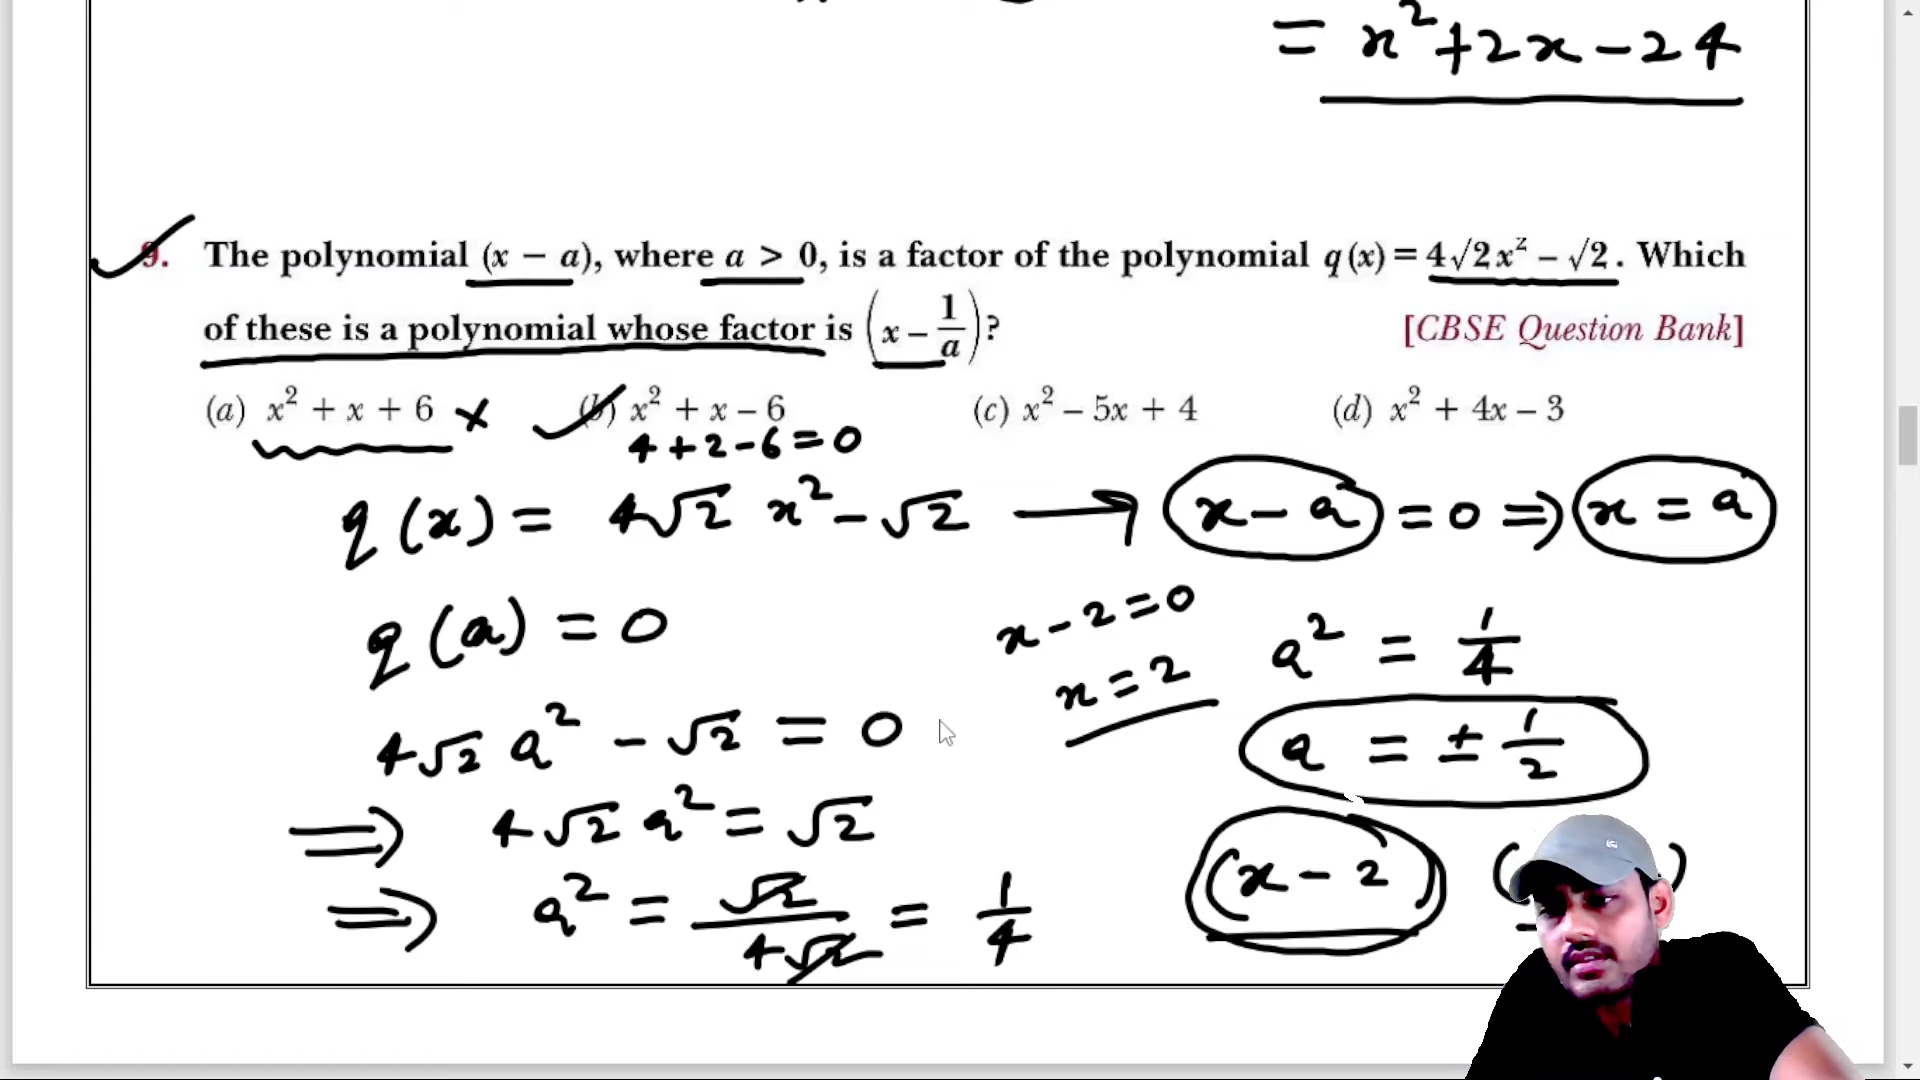 = x²+2x-24
9. The polynomial (x – a), where a > 0, is a factor of the polynomial q(x) = 4√2x² – √2. Which
of these is a polynomial whose factor is (x – 1/a)?
[CBSE Question Bank]
(a) x² + x + 6 ×
(b) x² + x – 6
(c) x² – 5x + 4
(d) x² + 4x – 3
4+2-6=0
q(x) = 4√2 x² - √2 → x-a = 0 ⇒ x = a
q(a) = 0
x-2=0
x=2
a² = 1/4
4√2 a² - √2 = 0
a = ± 1/2
⇒ 4√2 a² = √2
(x-2) ( )
⇒ a² = √2/4√2 = 1/4